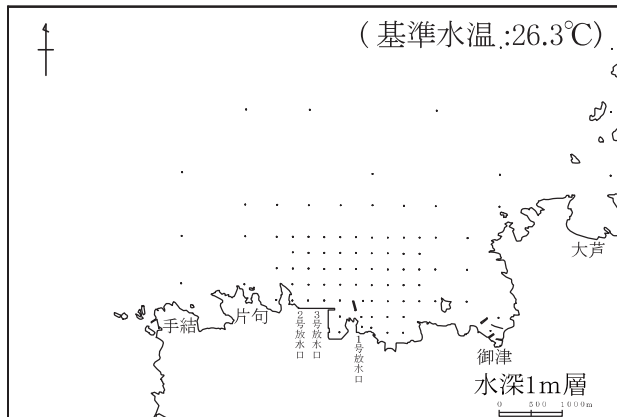 (基準水温:26.3℃)
大芦
手結
片句
2号放水口
3号放水口
1号放水口
御津
水深1m層
0 500 1000m